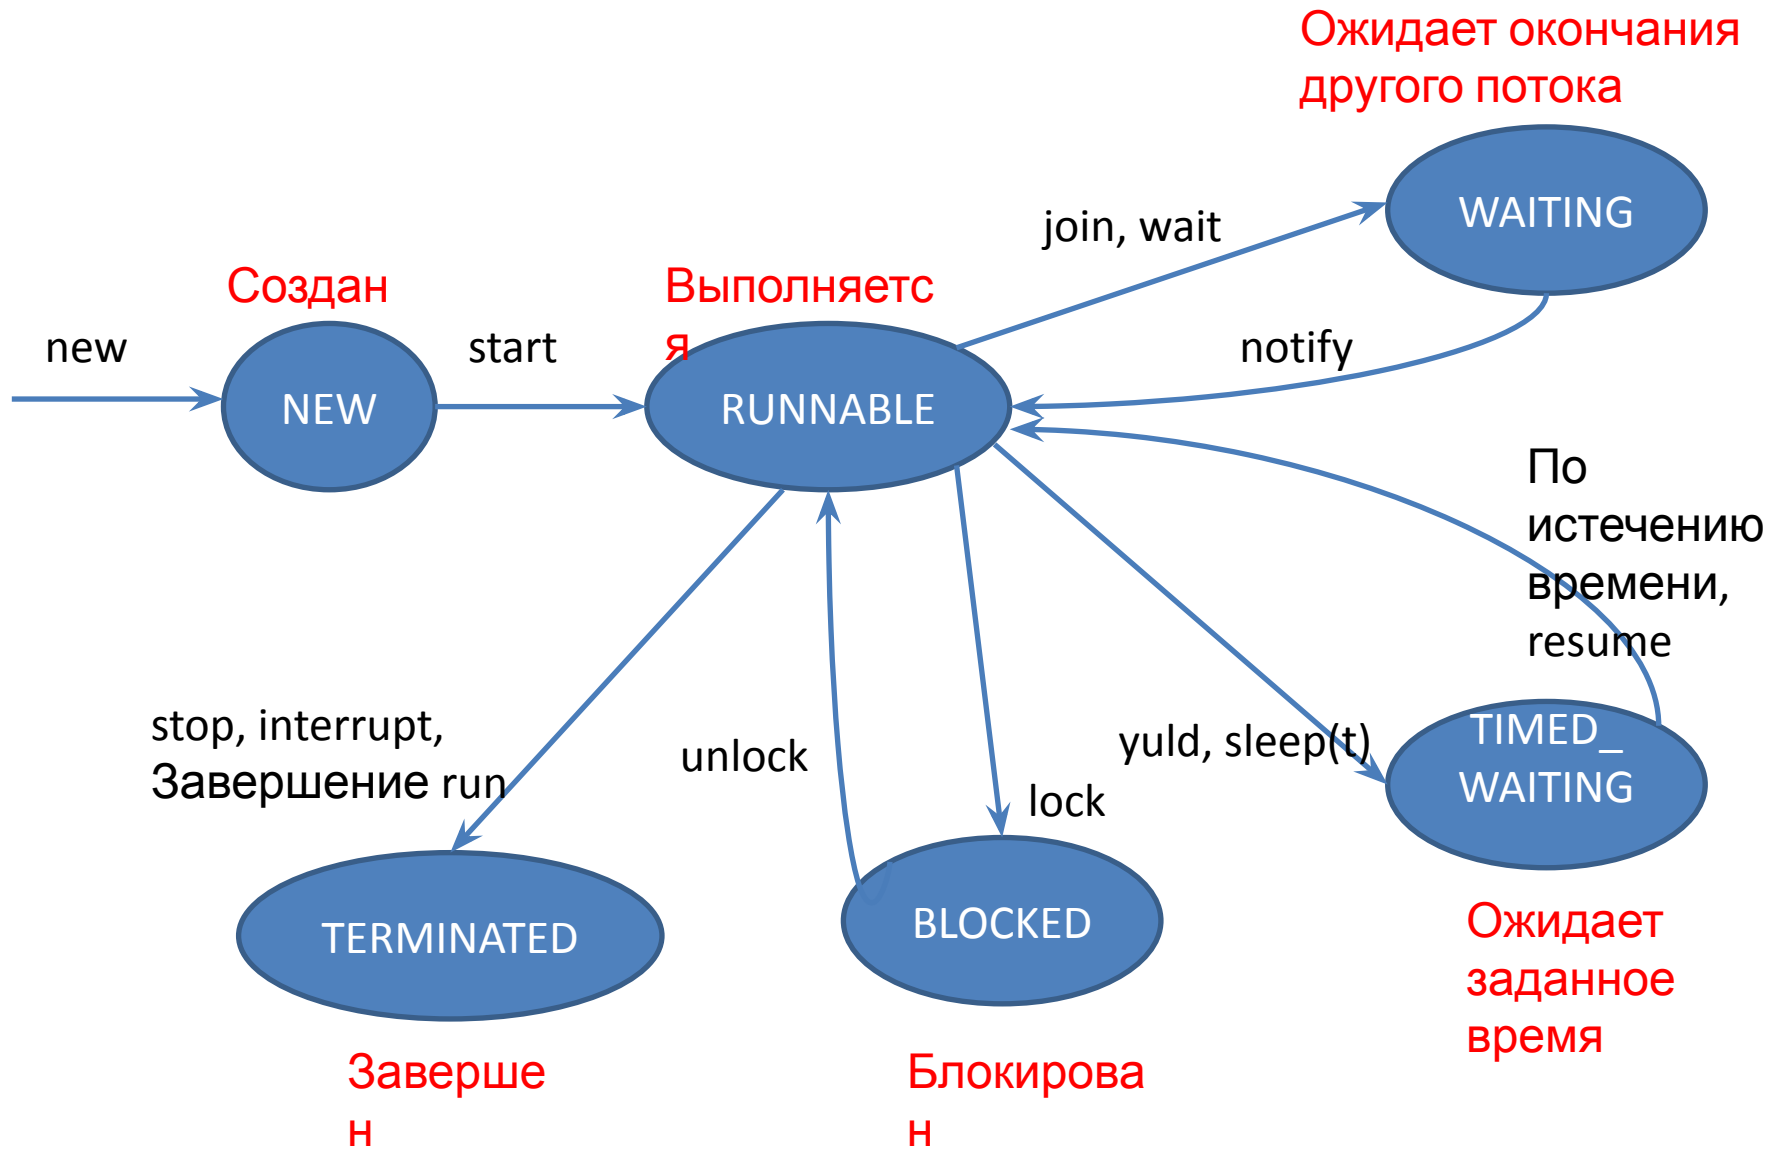 Ожидает окончания
другого потока
WAITING
join, wait
Создан
Выполняетс
я
new
start
notify
NEW
RUNNABLE
По
истечению
времени,
resume
stop, interrupt,
Завершение run
unlock
yuld, sleep(t)
lock
TIMED_
WAITING
TERMINATED
BLOCKED
Ожидает
заданное
время
Заверше
н
Блокирова
н